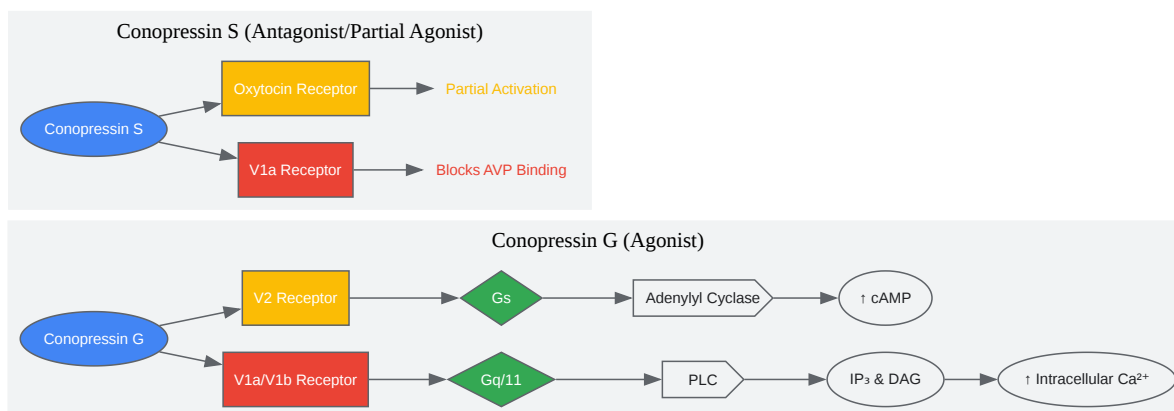 Conopressin S (Antagonist/Partial Agonist)
Oxytocin Receptor
Partial Activation
Conopressin S
V1a Receptor
Blocks AVP Binding
Conopressin G (Agonist)
V2 Receptor
Gs
Adenylyl Cyclase
↑ cAMP
Conopressin G
V1a/V1b Receptor
Gq/11
PLC
IP₃ & DAG
↑ Intracellular Ca²⁺